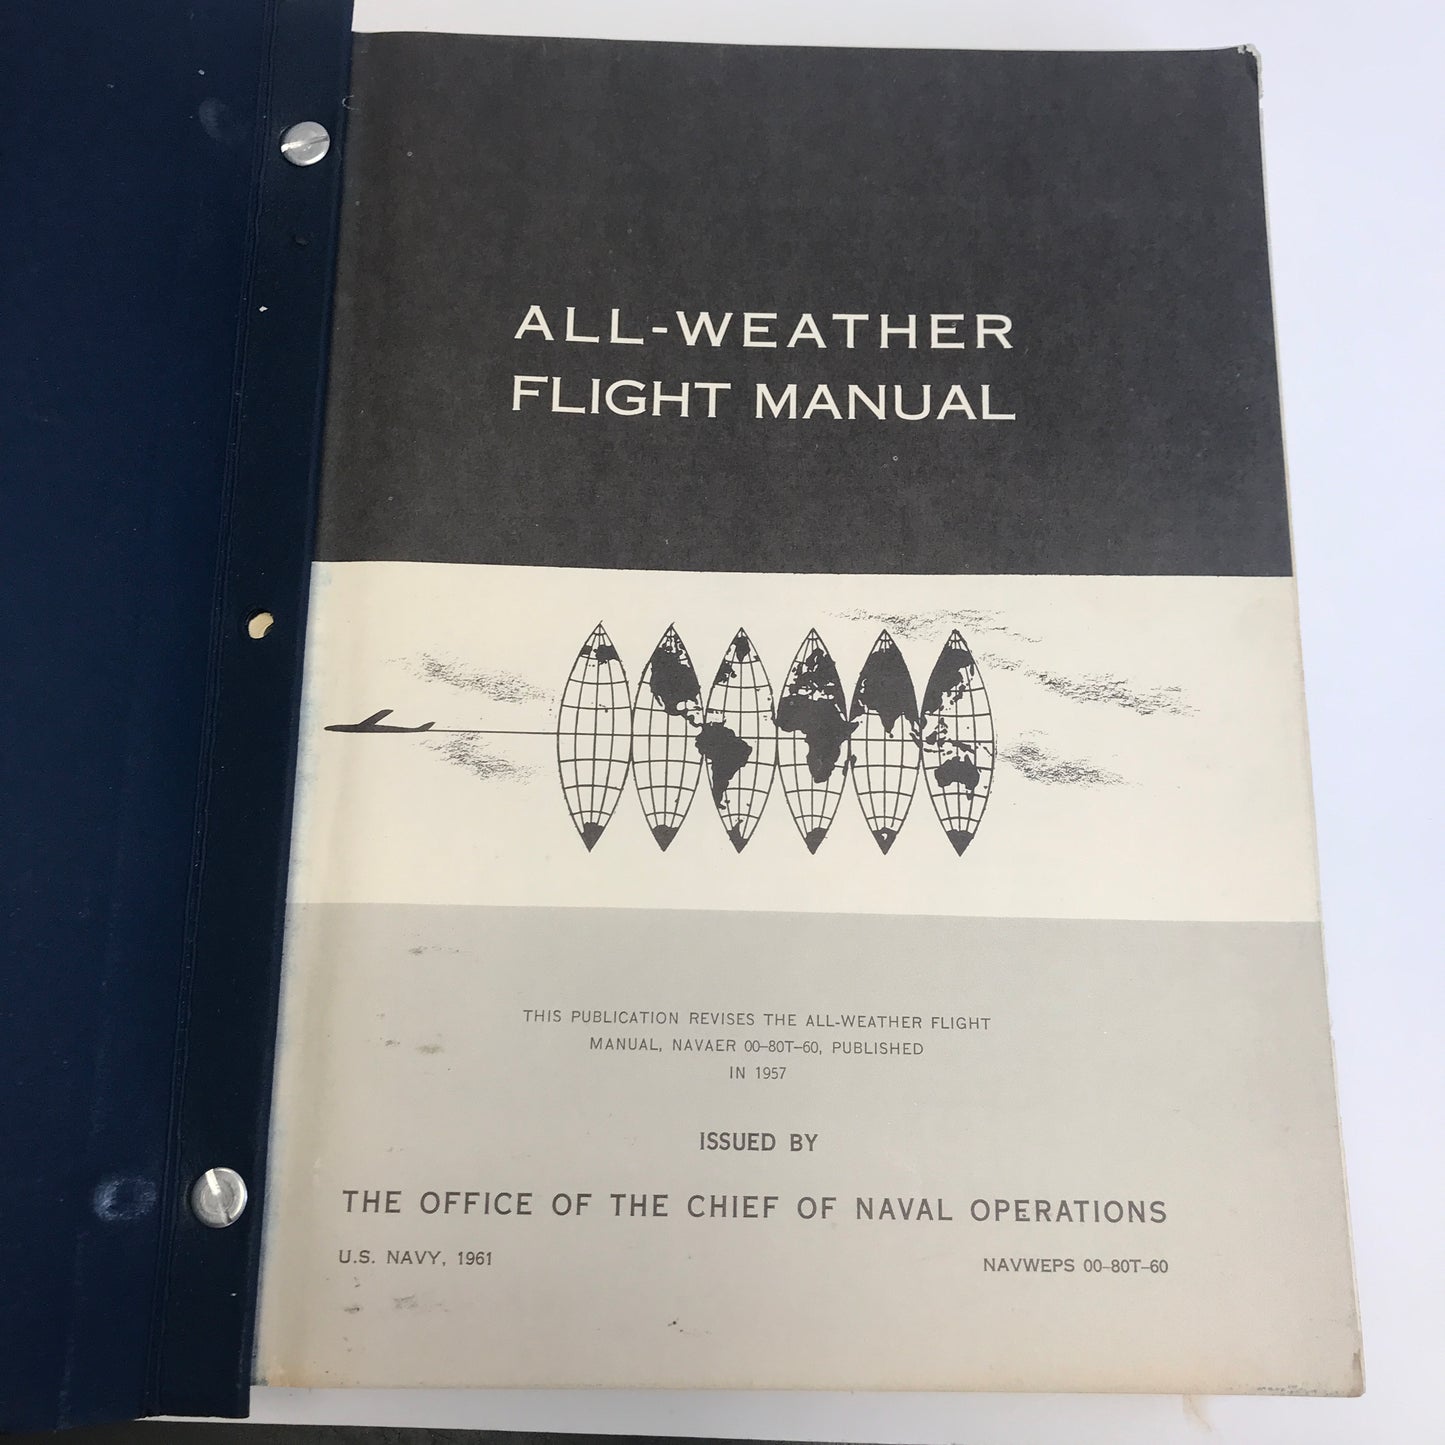 ALL-WEATHER
FLIGHT MANUAL
THIS PUBLICATION REVISES THE ALL-WEATHER FLIGHT
MANUAL, NAVAER 00-80T-60, PUBLISHED
IN 1957
ISSUED BY
THE OFFICE OF THE CHIEF OF NAVAL OPERATIONS
U.S. NAVY, 1961
NAVWEPS 00-80T-60